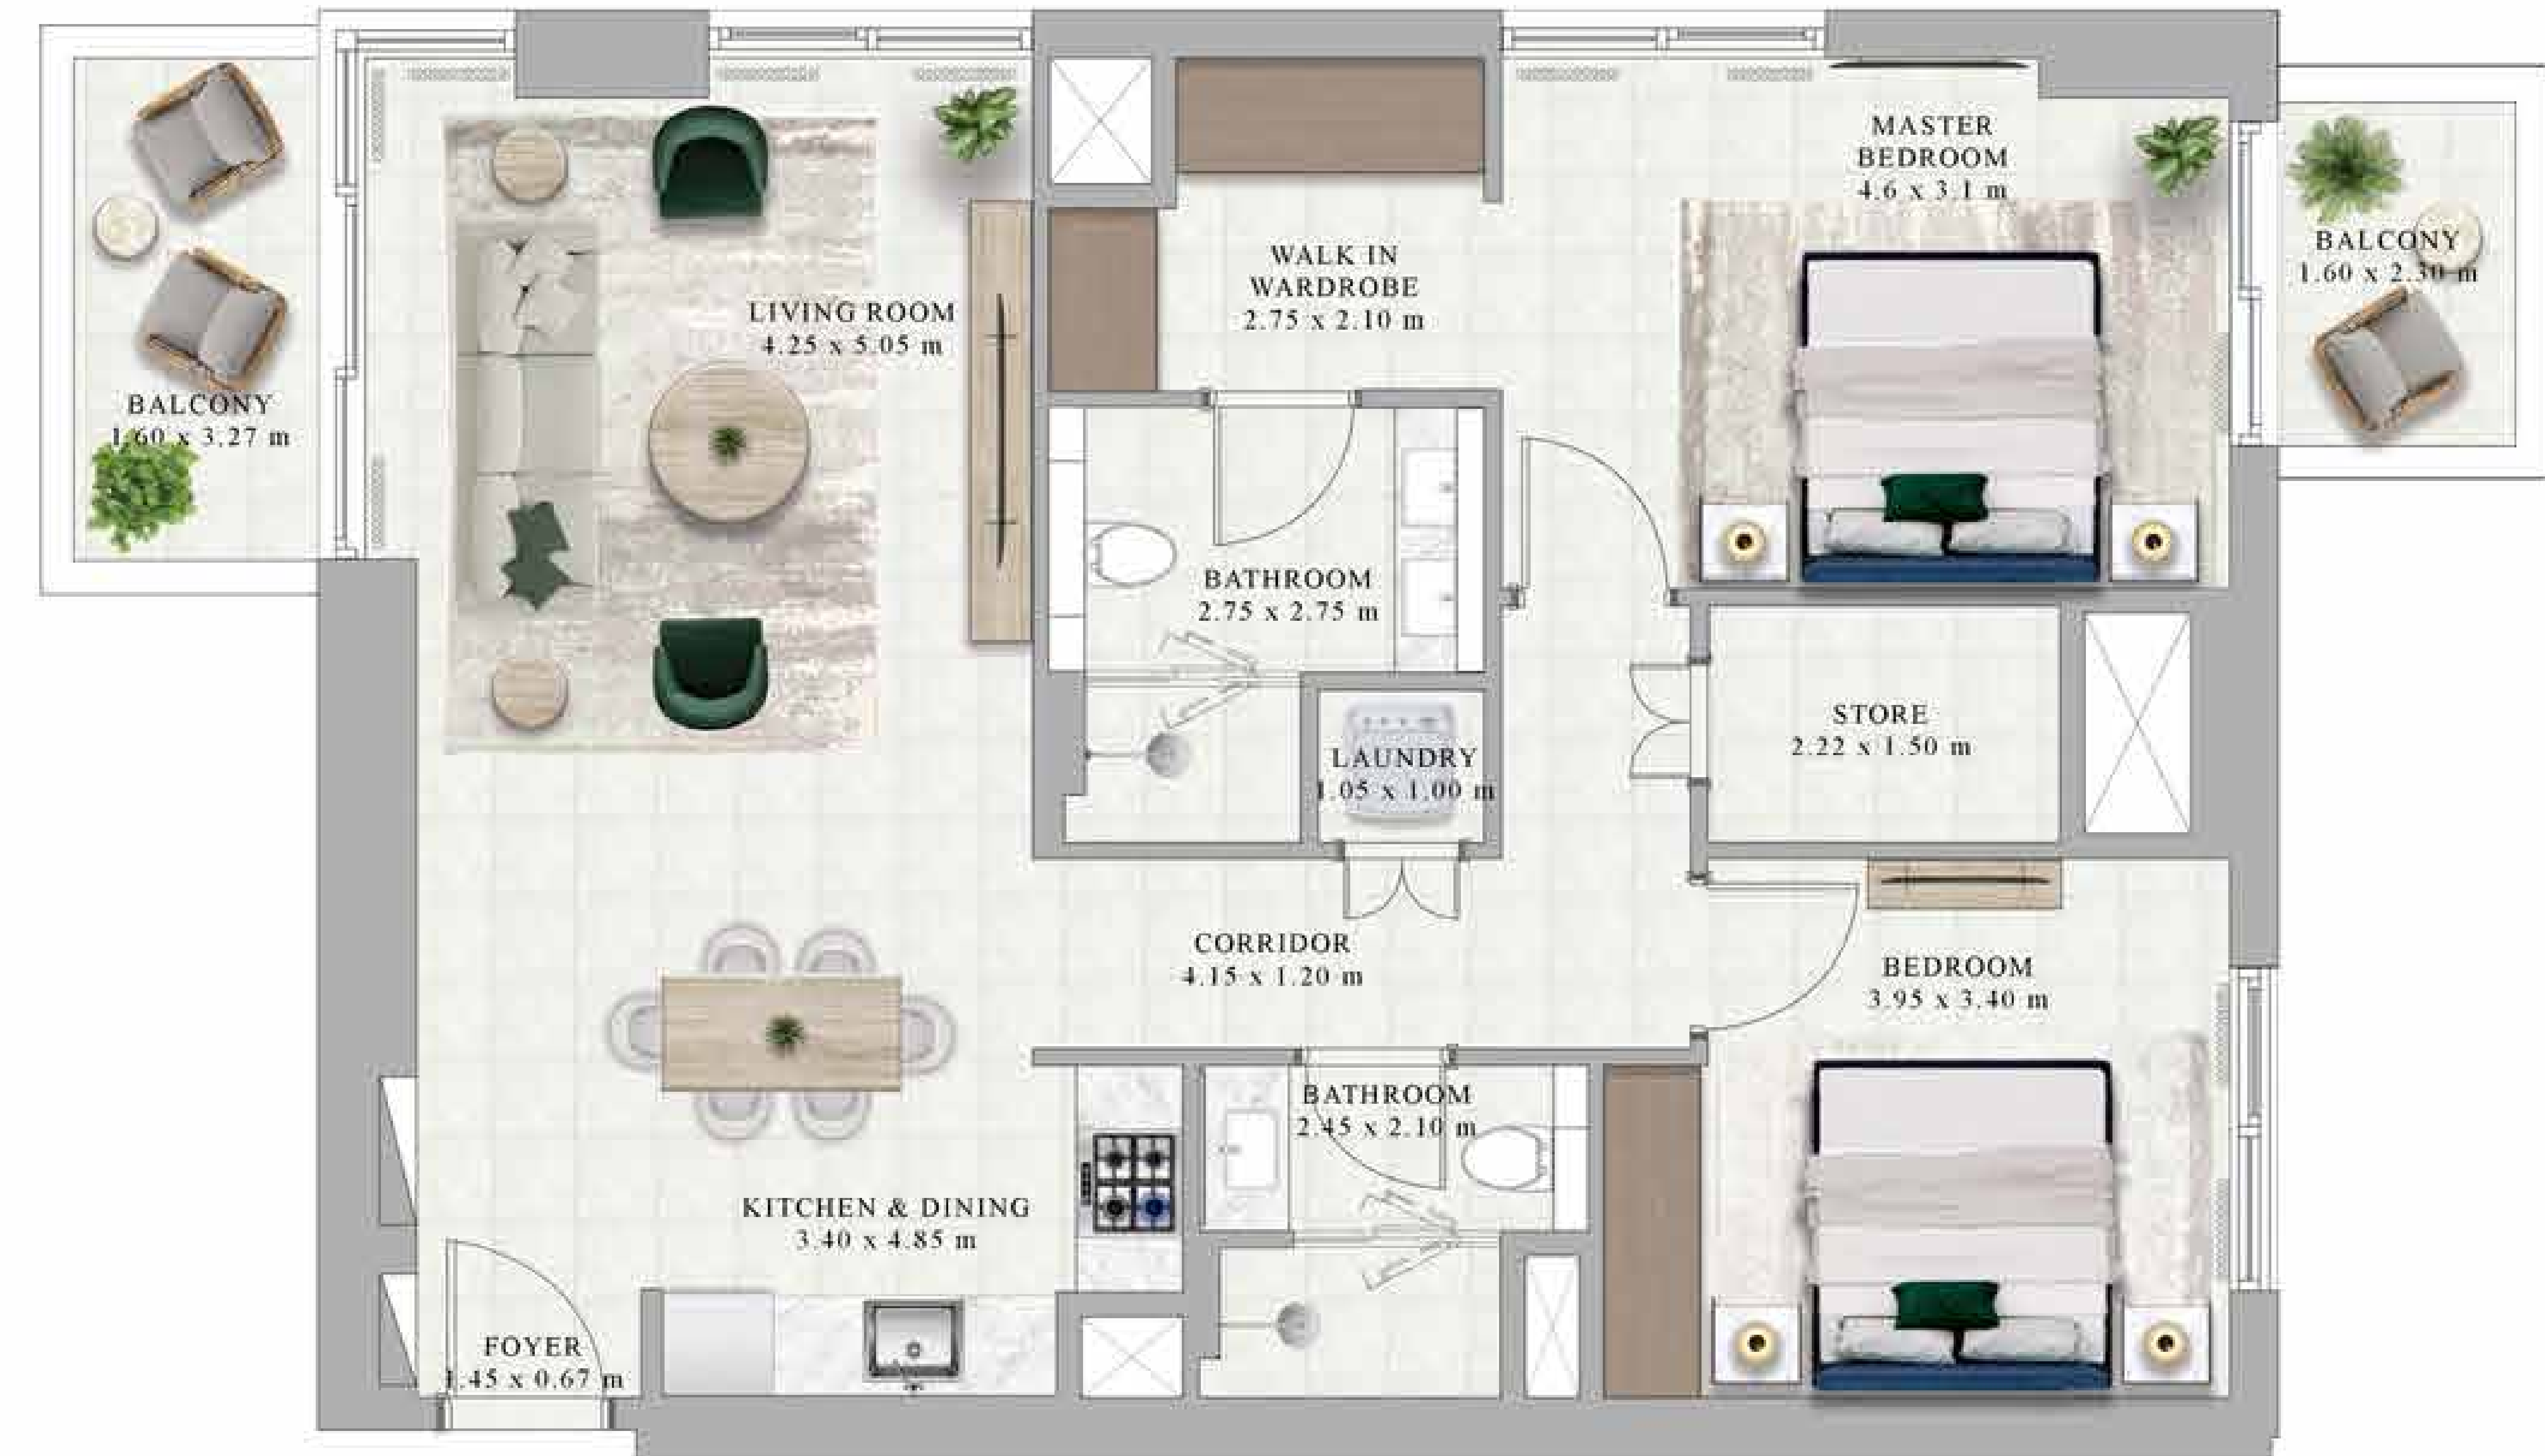 MASTER
BEDROOM
4.6 x 3.1 m
BALCONY
1.60 x 2.30 m
WALK IN
WARDROBE
2.75 x 2.10 m
LIVING ROOM
4.25 x 5.05 m
BALCONY
1.60 x 3.27 m
BATHROOM
2.75 x 2.75 m
STORE
2.22 x 1.50 m
LAUNDRY
1.05 x 1.00 m
CORRIDOR
4.15 x 1.20 m
BEDROOM
3.95 x 3.40 m
BATHROOM
2.45 x 2.10 m
KITCHEN & DINING
3.40 x 4.85 m
FOYER
1.45 x 0.67 m